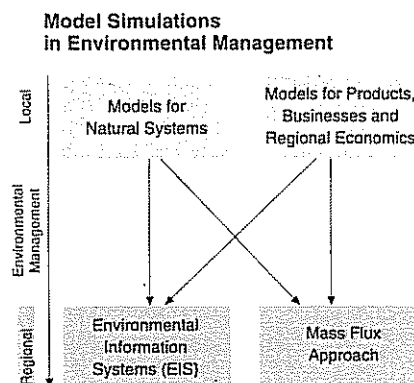 Model Simulations
in Environmental Management
Local
Models for
Natural Systems
Models for Products,
Businesses and
Regional Economics
Environmental
Management
Regional
Environmental
Information
Systems (EIS)
Mass Flux
Approach